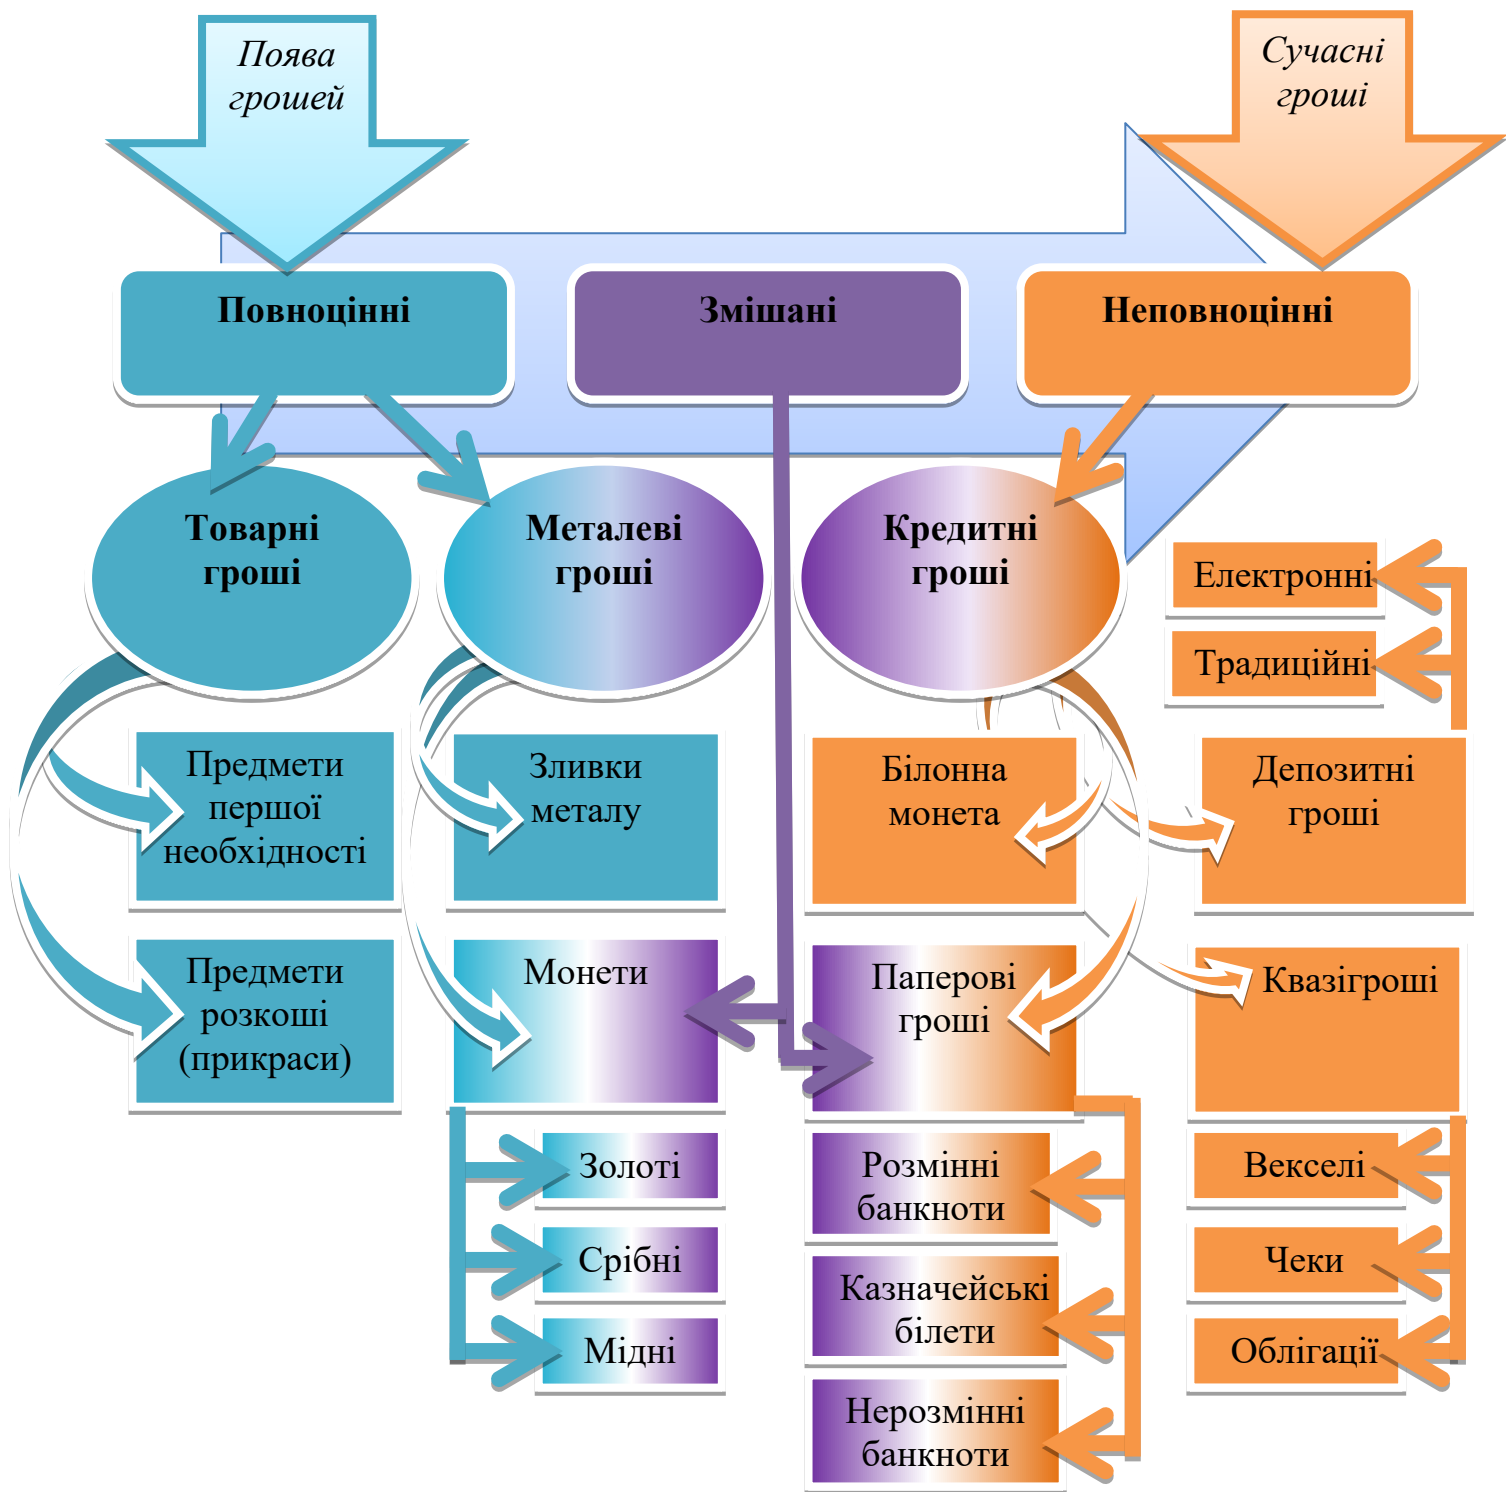 Поява
грошей
Сучасні
гроші
Повноцінні
Змішані
Неповноцінні
Товарні
гроші
Металеві
гроші
Кредитні
гроші
Електронні
Традиційні
Предмети
першої
необхідності
Зливки
металу
Білонна
монета
Депозитні
гроші
Предмети
розкоші
(прикраси)
Монети
Паперові
гроші
Квазігроші
Золоті
Срібні
Мідні
Розмінні
банкноти
Казначейські
білети
Нерозмінні
банкноти
Векселі
Чеки
Облігації